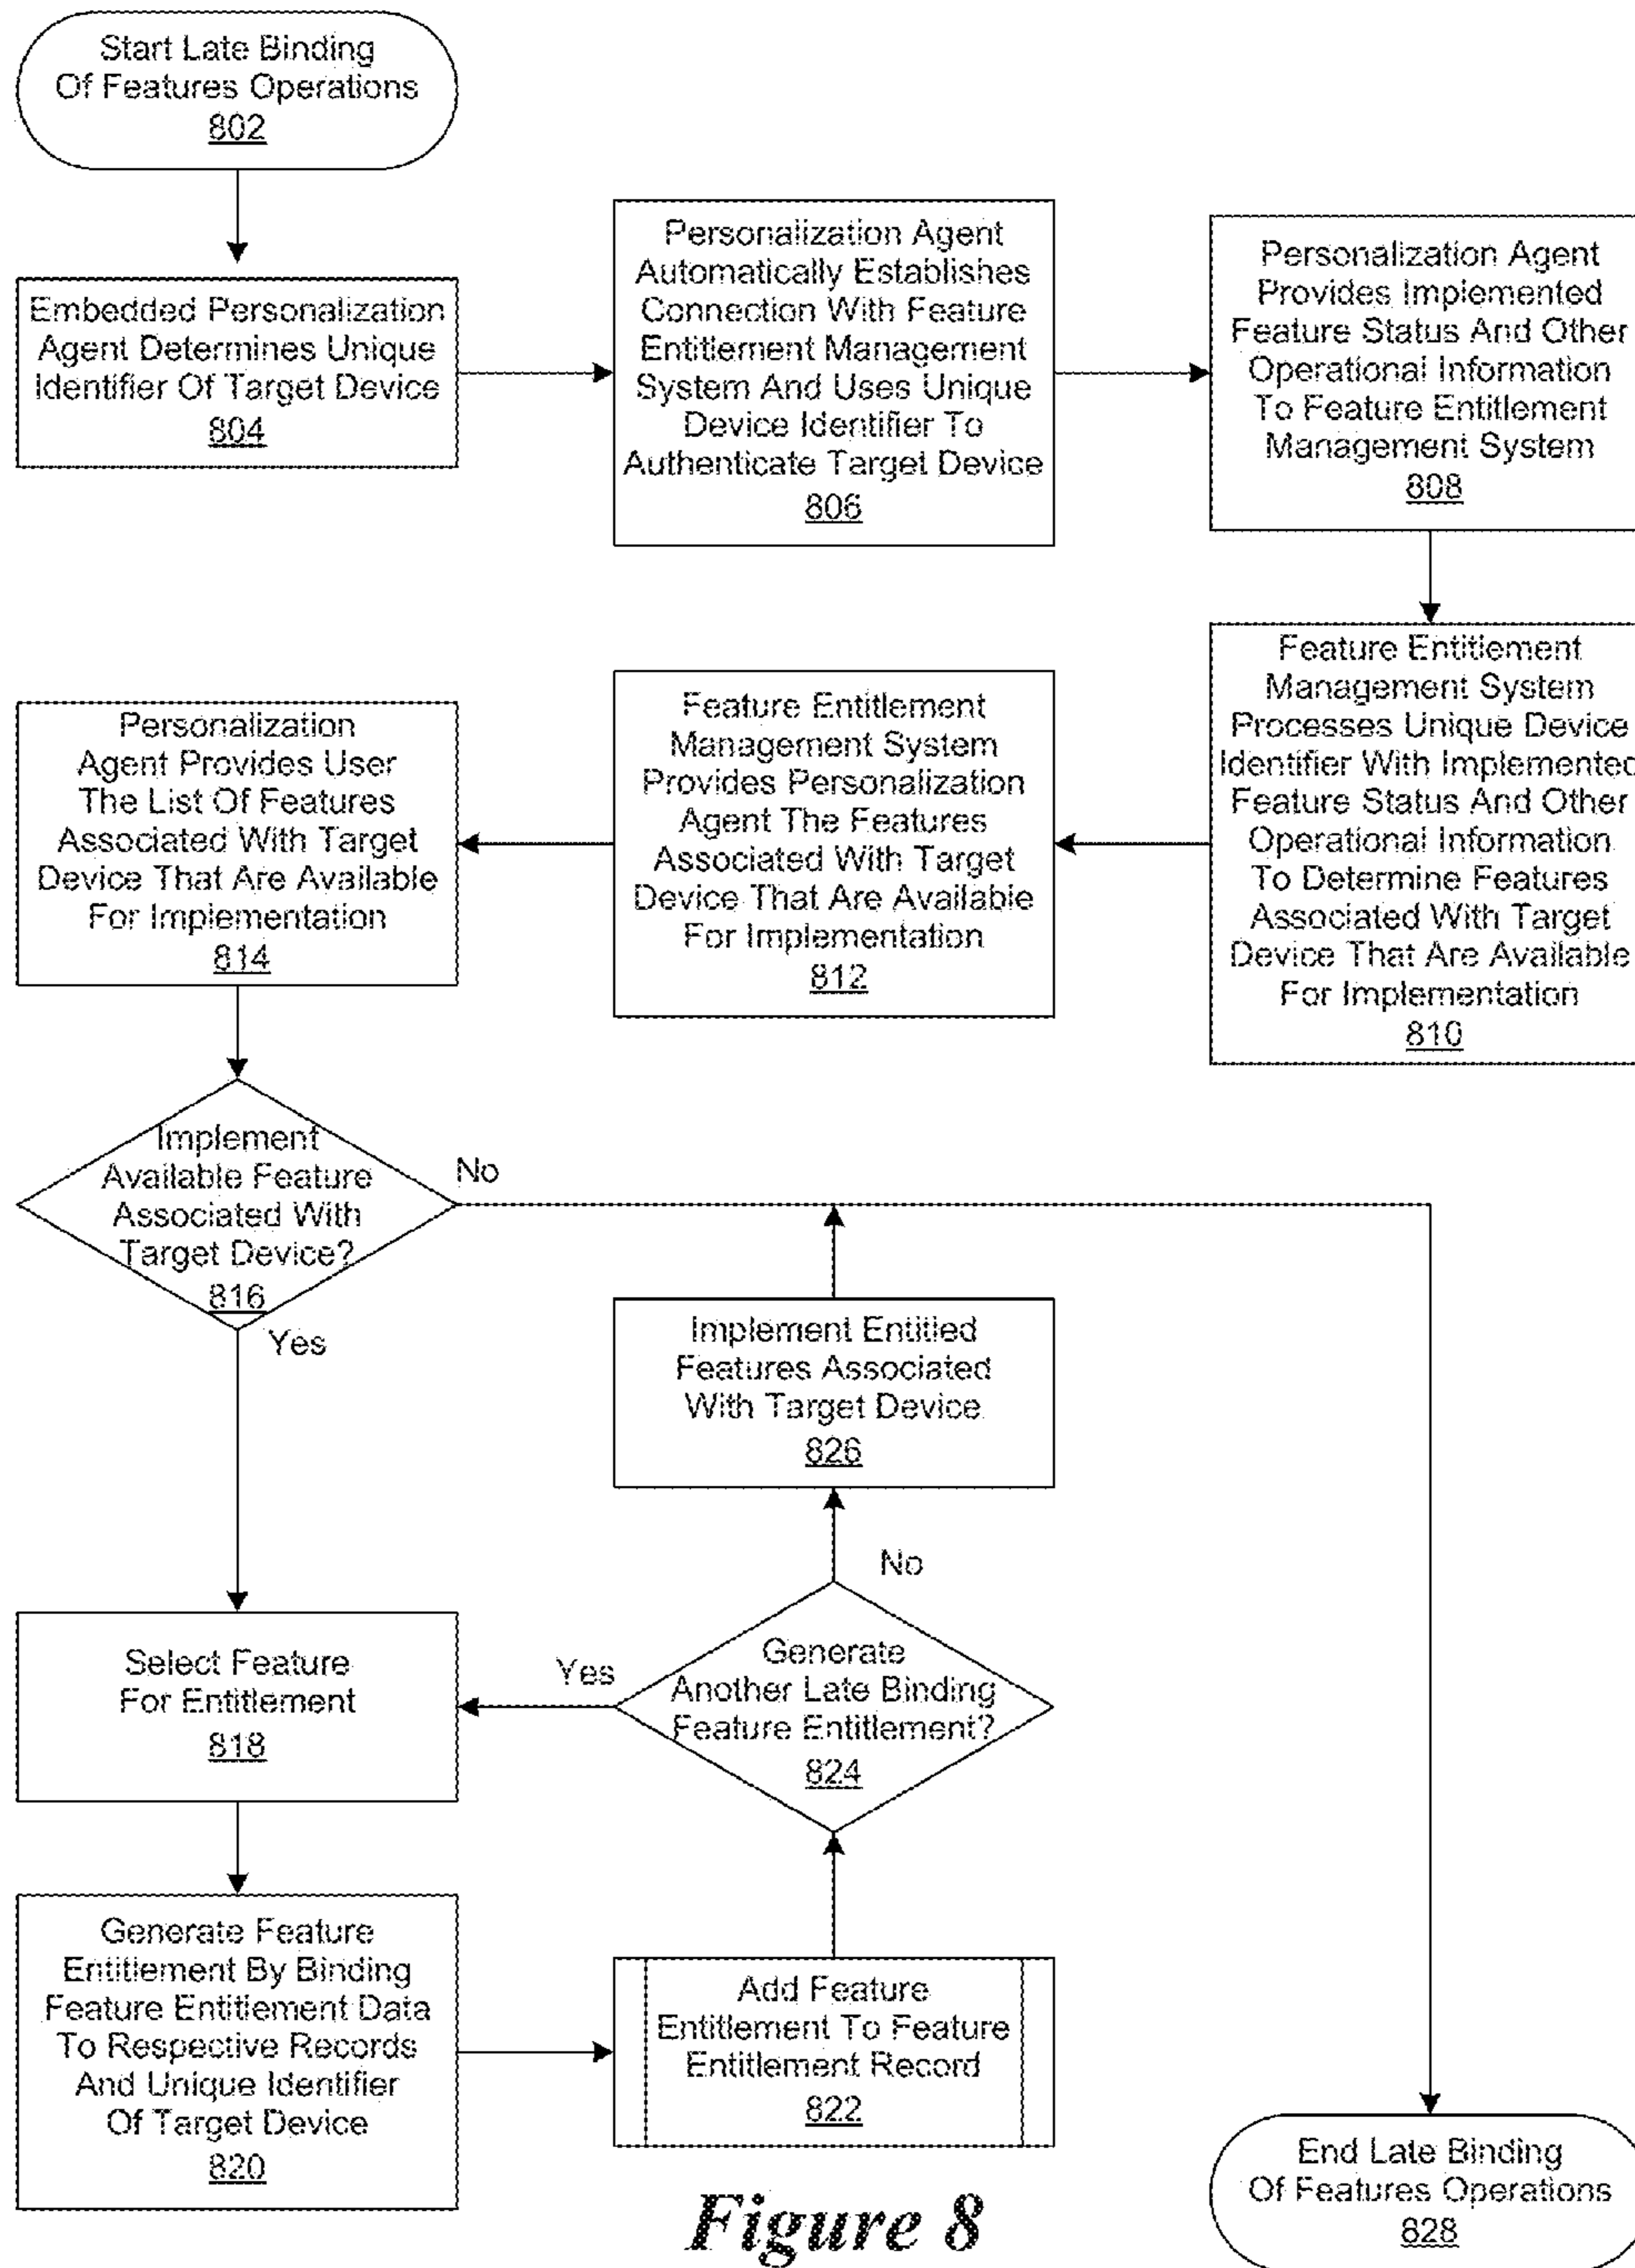 Start Late Binding
Of Features Operations
802
Embedded Personalization
Agent Determines Unique
Identifier Of Target Device
804
Personalization Agent
Automatically Establishes
Connection With Feature
Entitlement Management
System And Uses Unique
Device Identifier To
Authenticate Target Device
806
Personalization Agent
Provides Implemented
Feature Status And Other
Operational Information
To Feature Entitlement
Management System
808
Feature Entitlement
Management System
Processes Unique Device
Identifier With Implemented
Feature Status And Other
Operational Information
To Determine Features
Associated With Target
Device That Are Available
For Implementation
810
Feature Entitlement
Management System
Provides Personalization
Agent The Features
Associated With Target
Device That Are Available
For Implementation
812
Personalization
Agent Provides User
The List Of Features
Associated With Target
Device That Are Available
For Implementation
814
Implement
Available Feature
Associated With
Target Device?
816
No
Yes
Implement Entitled
Features Associated
With Target Device
826
No
Select Feature
For Entitlement
818
Yes
Generate
Another Late Binding
Feature Entitlement?
824
Generate Feature
Entitlement By Binding
Feature Entitlement Data
To Respective Records
And Unique Identifier
Of Target Device
820
Add Feature
Entitlement To Feature
Entitlement Record
822
End Late Binding
Of Features Operations
828
Figure 8